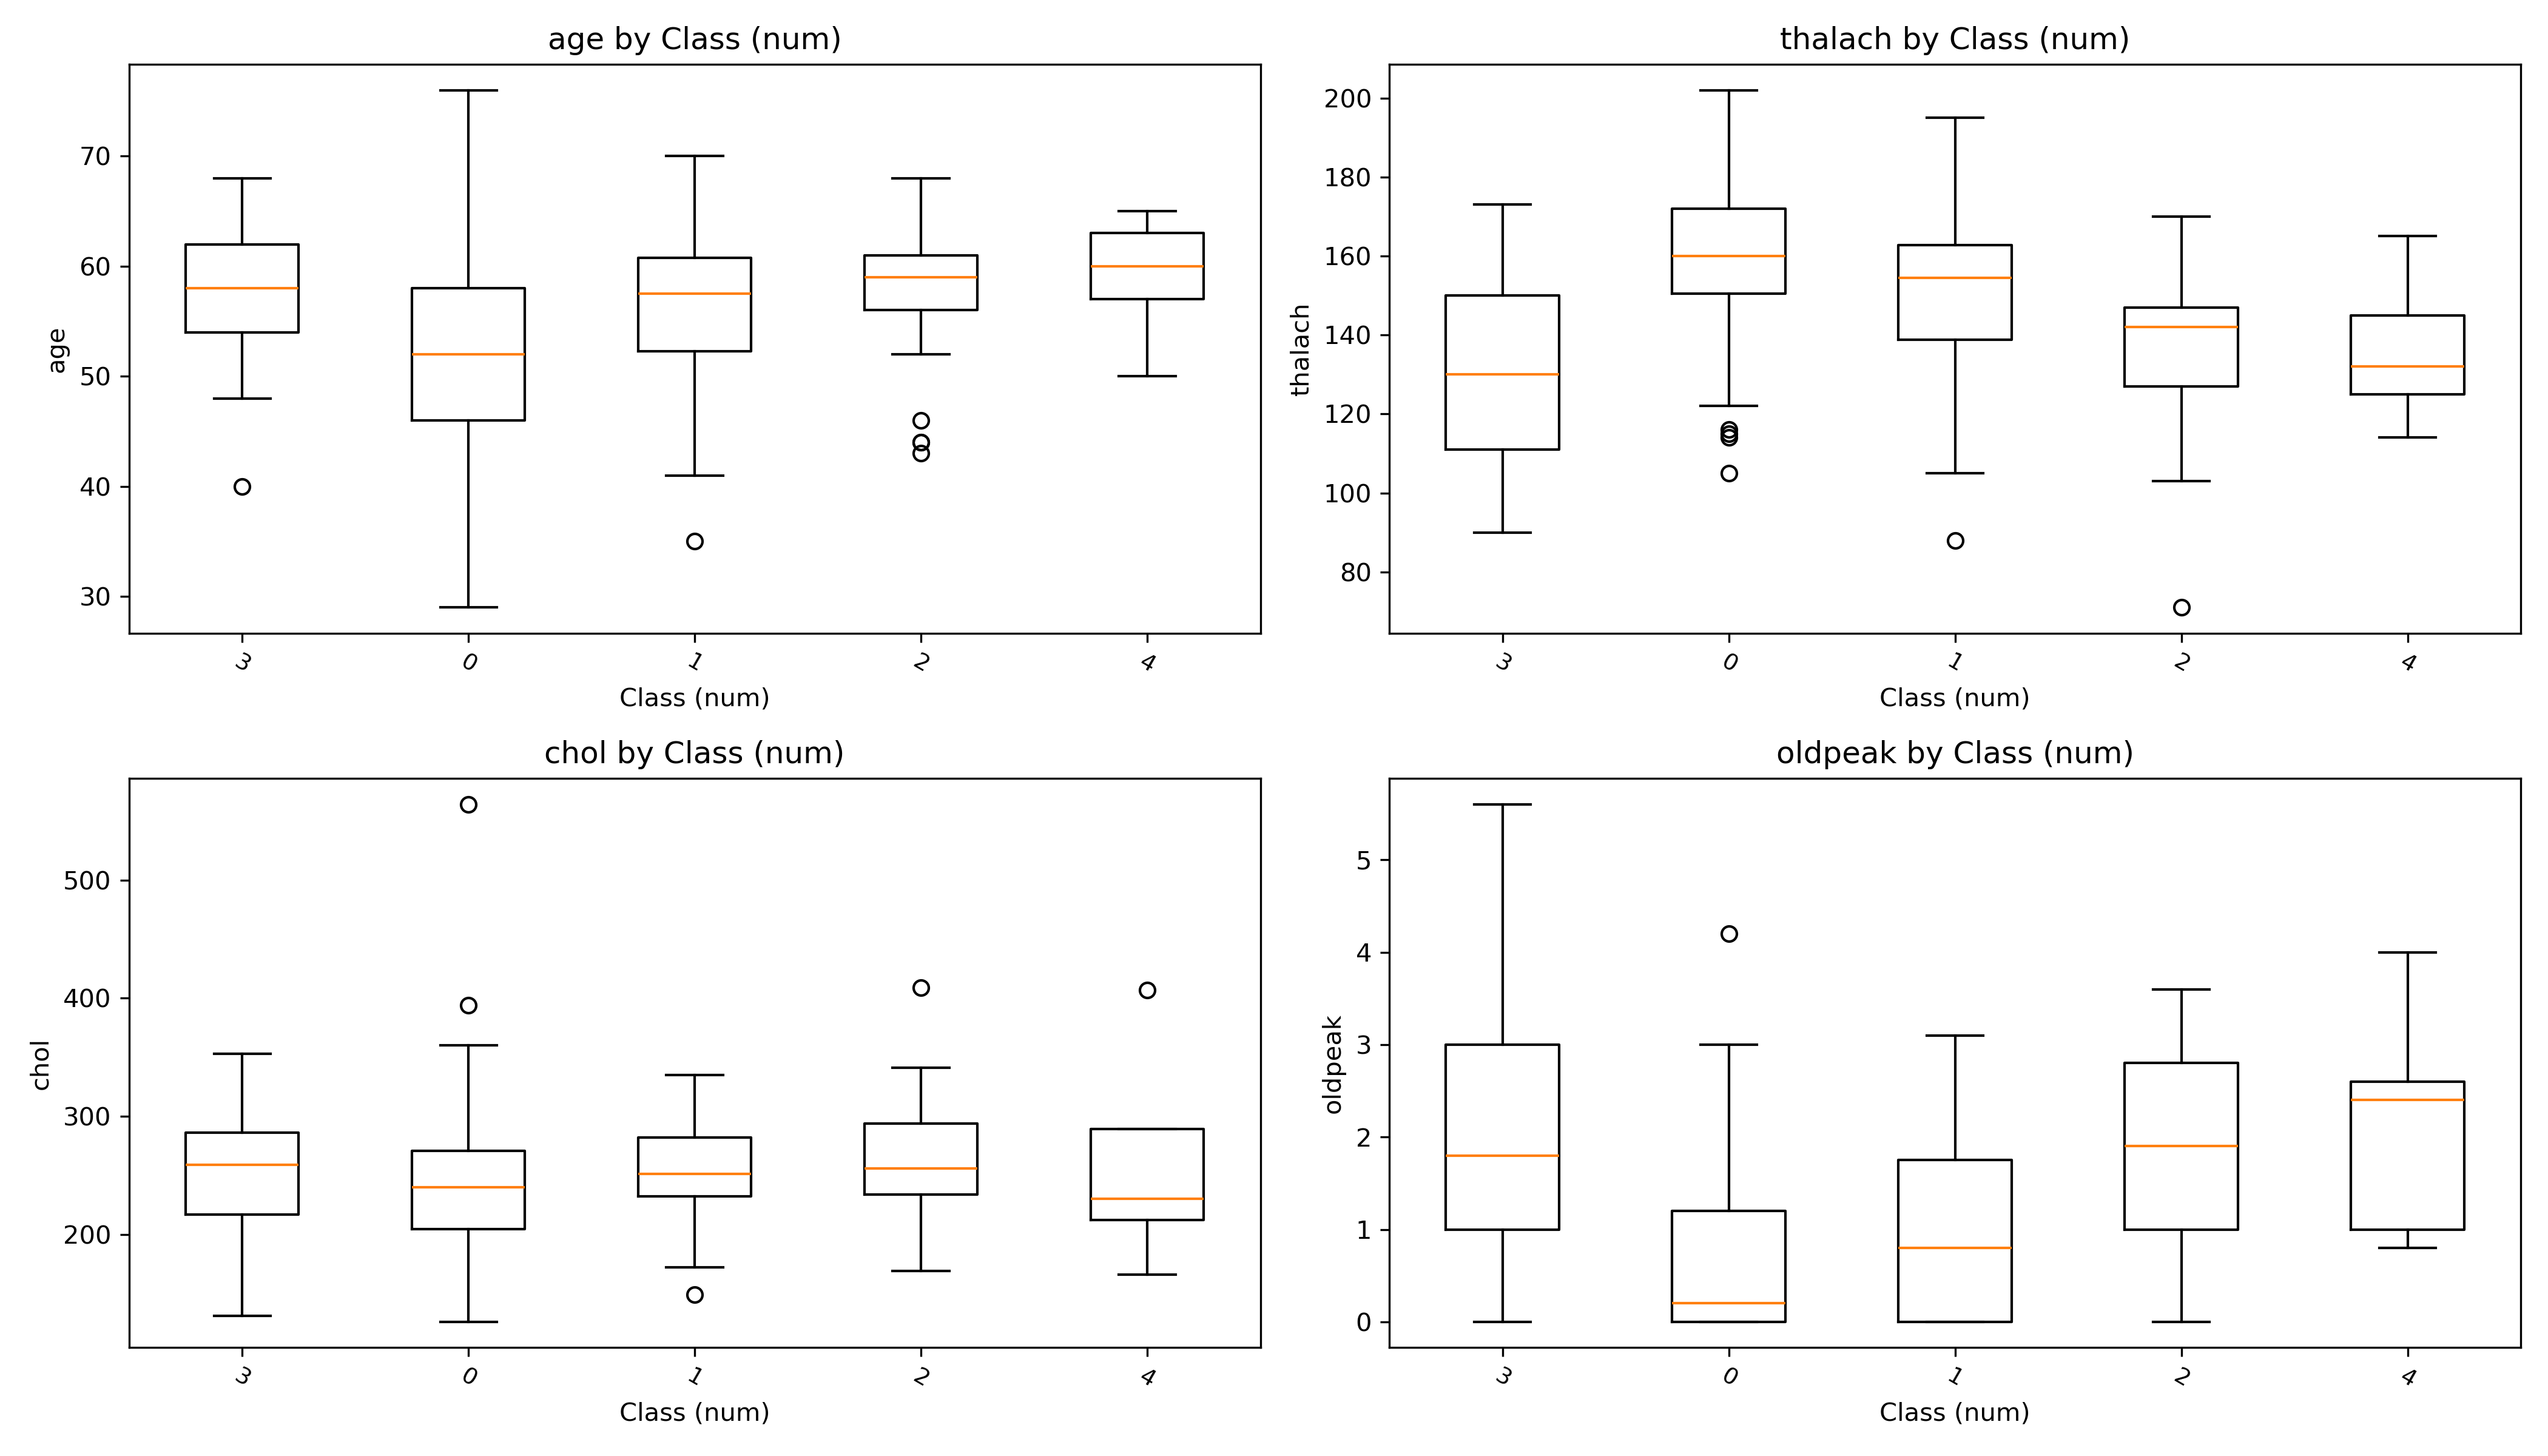 age by Class (num)
age
70
60
50
40
30
3 0 1 2 4
Class (num)
thalach by Class (num)
thalach
200
180
160
140
120
100
80
3 0 1 2 4
Class (num)
chol by Class (num)
chol
500
400
300
200
3 0 1 2 4
Class (num)
oldpeak by Class (num)
oldpeak
5
4
3
2
1
0
3 0 1 2 4
Class (num)